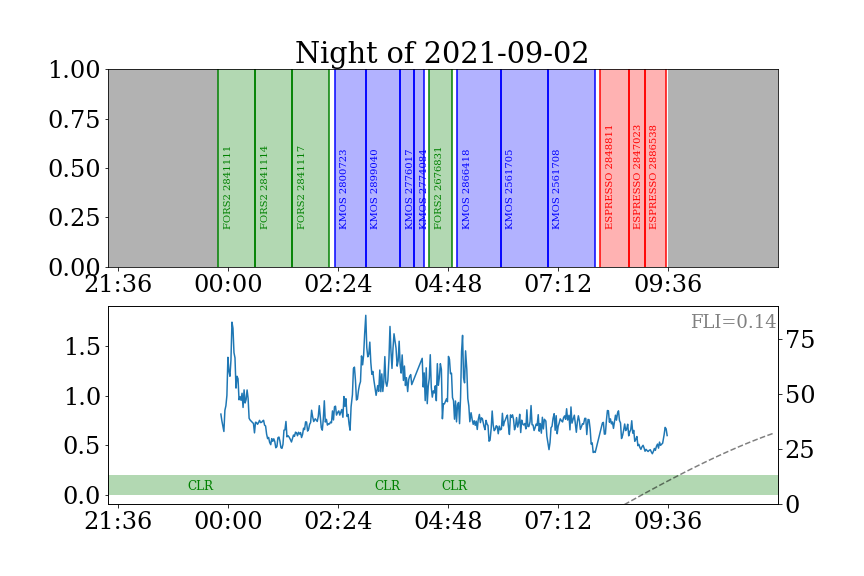 Night of 2021-09-02
1.00
0.75
0.50
0.25
0.00
FORS2 2841111
FORS2 2841114
FORS2 2841117
KMOS 2800723
KMOS 2899040
KMOS 2776017
KMOS 2774084
FORS2 2676831
KMOS 2866418
KMOS 2561705
KMOS 2561708
ESPRESSO 2848811
ESPRESSO 2847023
ESPRESSO 2886538
21:36 00:00 02:24 04:48 07:12 09:36
FLI=0.14
1.5
1.0
0.5
0.0
75
50
25
0
CLR CLR CLR
21:36 00:00 02:24 04:48 07:12 09:36